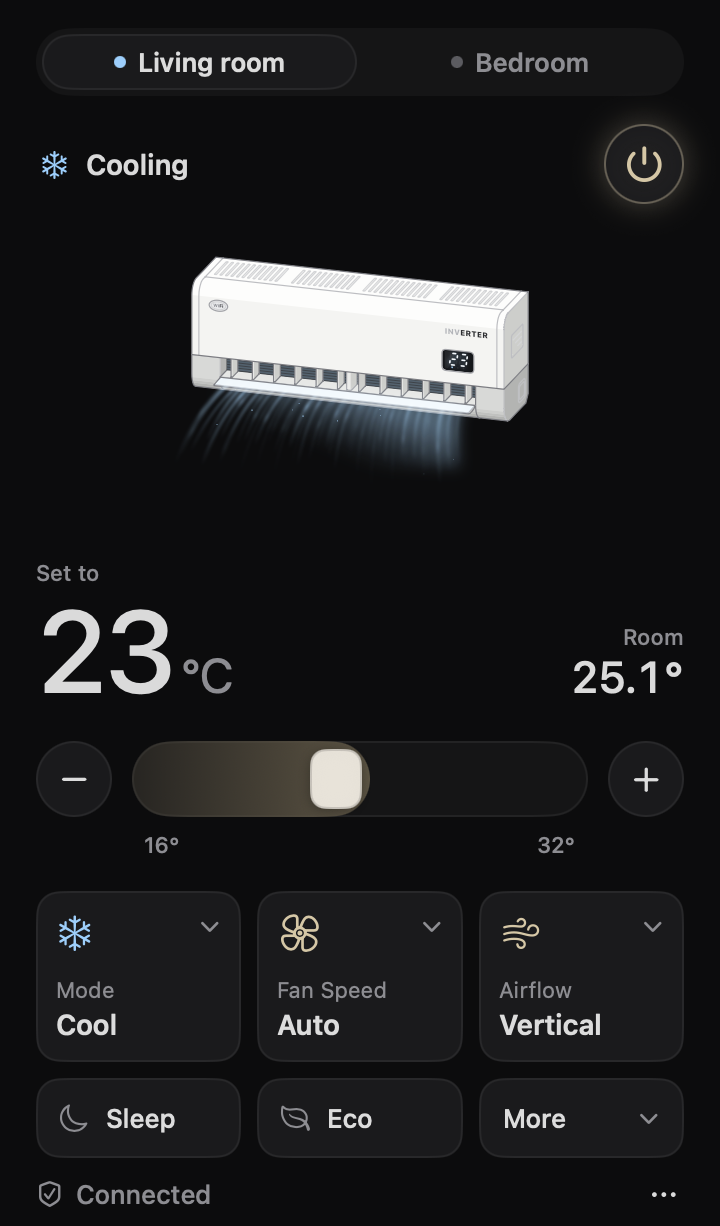 Living room
Bedroom
Cooling
WiFi
INVERTER
23
Set to
23 °C
Room
25.1°
16°
32°
Mode
Cool
Fan Speed
Auto
Airflow
Vertical
Sleep
Eco
More
Connected